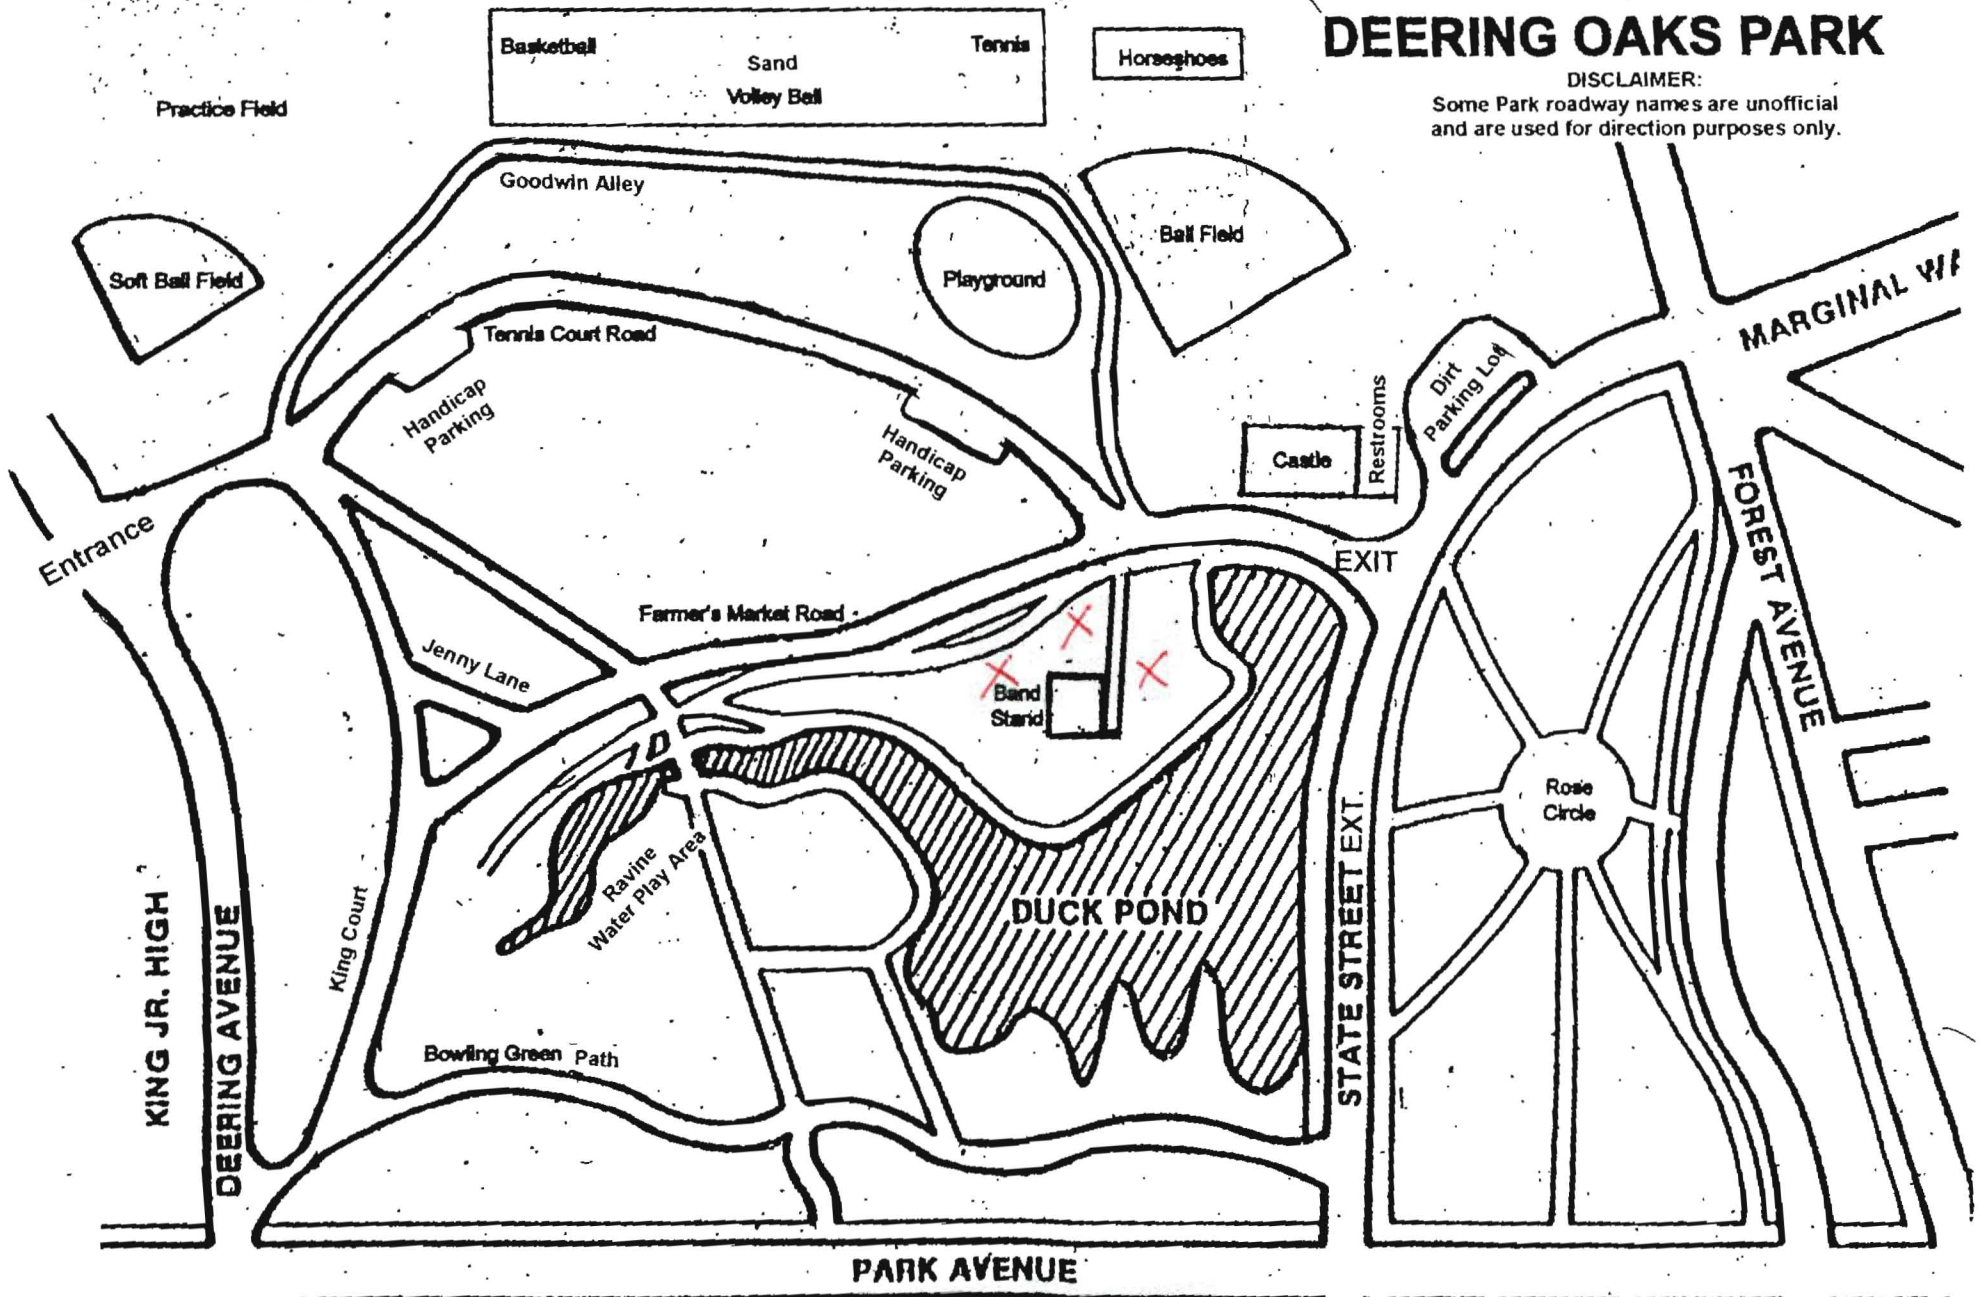 DEERING OAKS PARK
DISCLAIMER:
Some Park roadway names are unofficial
and are used for direction purposes only.
Basketball
Sand
Volley Ball
Tennis
Horseshoes
Practice Field
Goodwin Alley
Soft Ball Field
Playground
Ball Field
Tennis Court Road
Handicap
Parking
Handicap
Parking
Dirt
Parking Lot
Castle
Restrooms
MARGINAL
FOREST AVENUE
Entrance
EXIT
Farmer's Market Road
Jenny Lane
Band
Stand
Rose
Circle
Ravine
Water Play Area
DUCK POND
STATE STREET EXT.
KING JR. HIGH
DEERING AVENUE
King Court
Bowling Green Path
PARK AVENUE